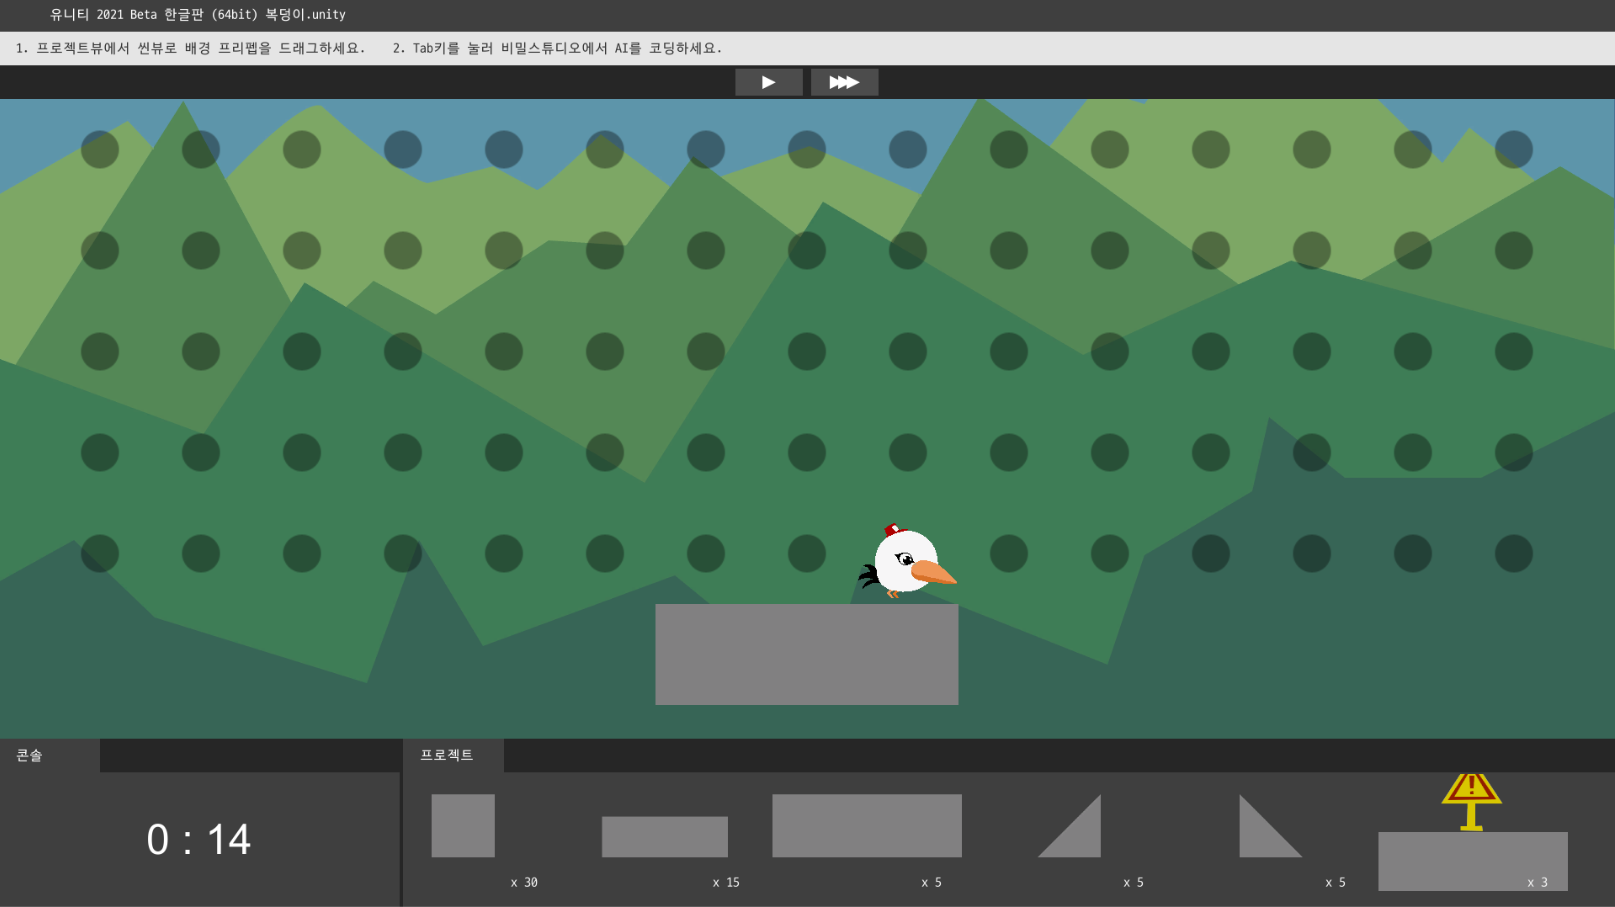 유니티 2021 Beta 한글판 (64bit) 복덩이.unity
1. 프로젝트뷰에서 씬뷰로 배경 프리펩을 드래그하세요. 2. Tab키를 눌러 비밀스튜디오에서 AI를 코딩하세요.
콘솔
프로젝트
!
0 : 14
x 30
x 15
x 5
x 5
x 5
x 3